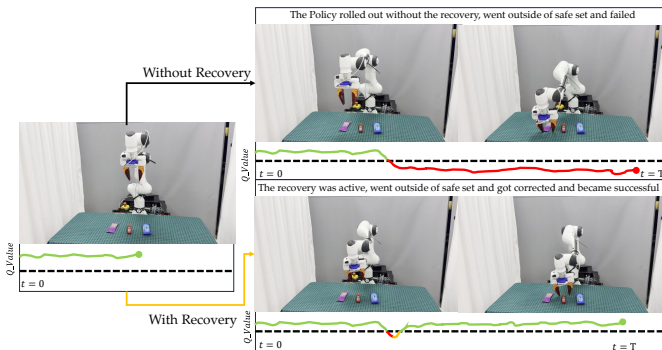 The Policy rolled out without the recovery, went outside of safe set and failed
Without Recovery
Q_Value
t = 0
t = T
The recovery was active, went outside of safe set and got corrected and became successful
Q_Value
t = 0
With Recovery
Q_Value
t = 0
t = T